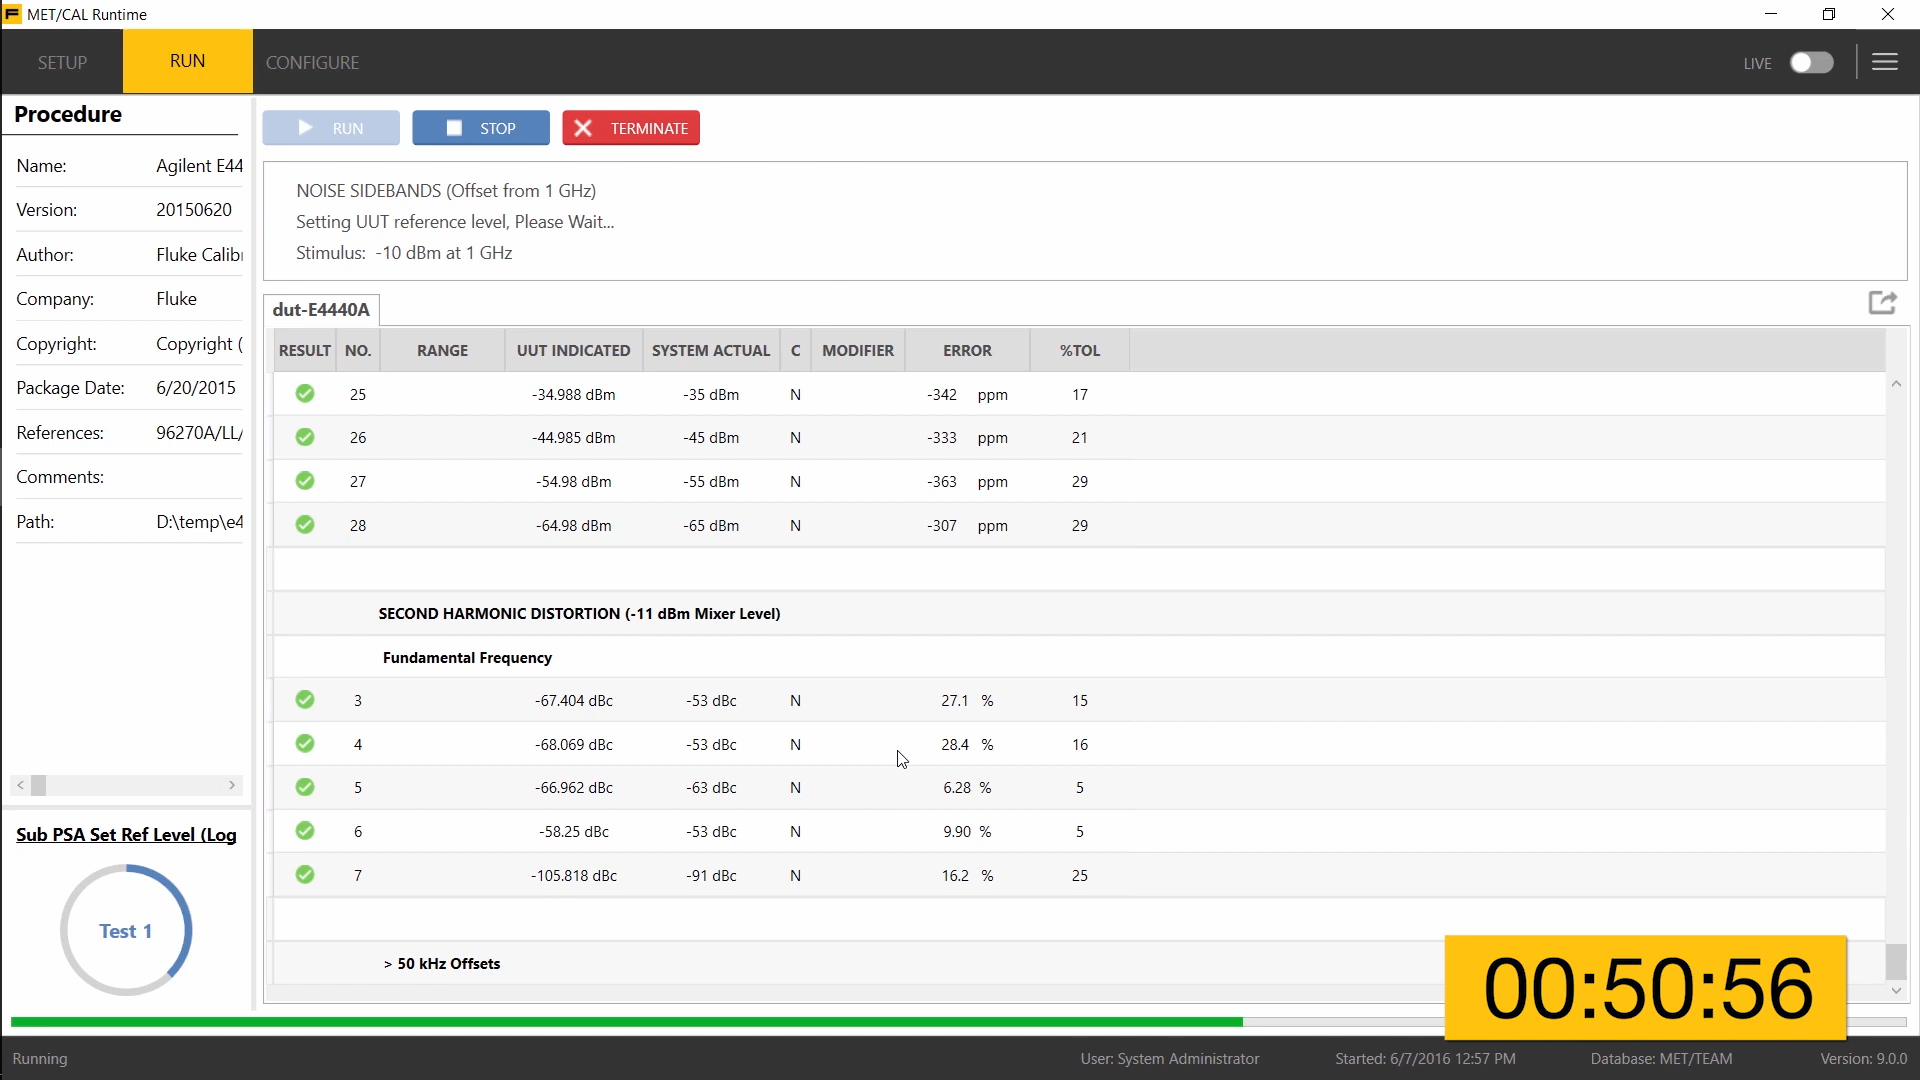 MET/CAL Runtime
SETUP RUN CONFIGURE LIVE
Procedure
Name: Agilent E44
Version: 20150620
Author: Fluke Calib
Company: Fluke
Copyright: Copyright (
Package Date: 6/20/2015
References: 96270A/LL/
Comments:
Path: D:\temp\e4
Sub PSA Set Ref Level (Log
Test 1
RUN STOP TERMINATE
NOISE SIDEBANDS (Offset from 1 GHz)
Setting UUT reference level, Please Wait...
Stimulus: -10 dBm at 1 GHz
dut-E4440A
RESULT NO. RANGE UUT INDICATED SYSTEM ACTUAL C MODIFIER ERROR %TOL
25 -34.988 dBm -35 dBm N -342 ppm 17
26 -44.985 dBm -45 dBm N -333 ppm 21
27 -54.98 dBm -55 dBm N -363 ppm 29
28 -64.98 dBm -65 dBm N -307 ppm 29
SECOND HARMONIC DISTORTION (-11 dBm Mixer Level)
Fundamental Frequency
3 -67.404 dBc -53 dBc N 27.1 % 15
4 -68.069 dBc -53 dBc N 28.4 % 16
5 -66.962 dBc -63 dBc N 6.28 % 5
6 -58.25 dBc -53 dBc N 9.90 % 5
7 -105.818 dBc -91 dBc N 16.2 % 25
> 50 kHz Offsets
00:50:56
Running User: System Administrator Started: 6/7/2016 12:57 PM Database: MET/TEAM Version: 9.0.0